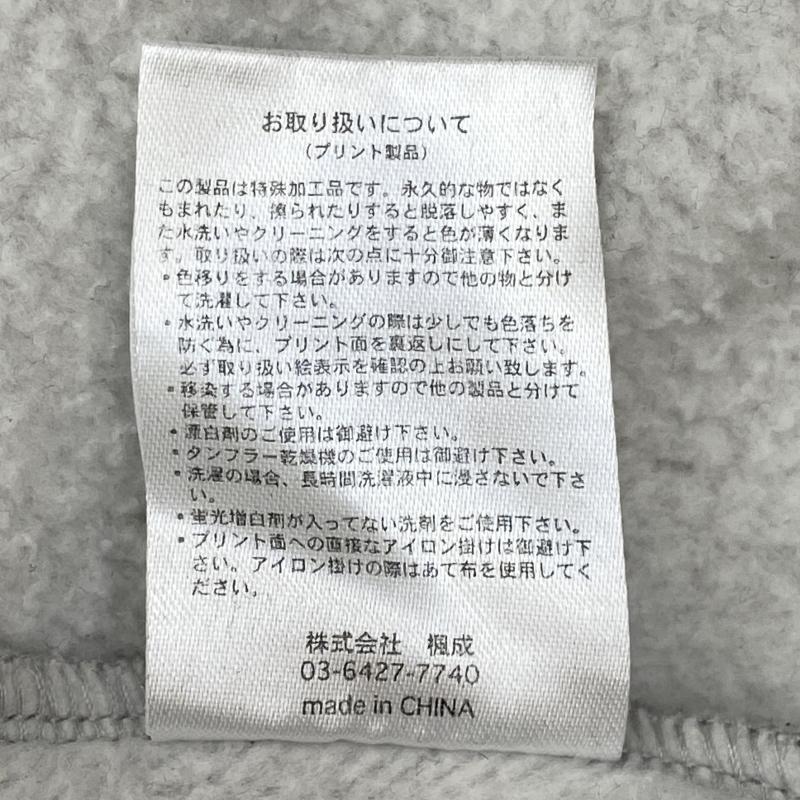 お取り扱いについて
（プリント製品）
この製品は特殊加工品です。永久的な物ではなく
もまれたり、擦られたりすると脱落しやすく、ま
た水洗いやクリーニングをすると色が薄くなりま
す。取り扱いの際は次の点に十分御注意下さい。
・色移りをする場合がありますので他の物と分け
て洗濯して下さい。
・水洗いやクリーニングの際は少しでも色落ちを
防ぐ為に、プリント面を裏返しにして下さい。
必ず取り扱い絵表示を確認の上お願い致します。
・移染する場合がありますので他の製品と分けて
保管して下さい。
・漂白剤のご使用は御避け下さい。
・タンフラー乾燥機のご使用は御避け下さい。
・洗濯の場合、長時間洗濯液中に浸さないで下さ
い。
・蛍光増白剤が入ってない洗剤をご使用下さい。
・プリント面への直接なアイロン掛けは御避け下
さい。アイロン掛けの際はあて布を使用してく
ださい。
株式会社　楓成
03-6427-7740
made in CHINA